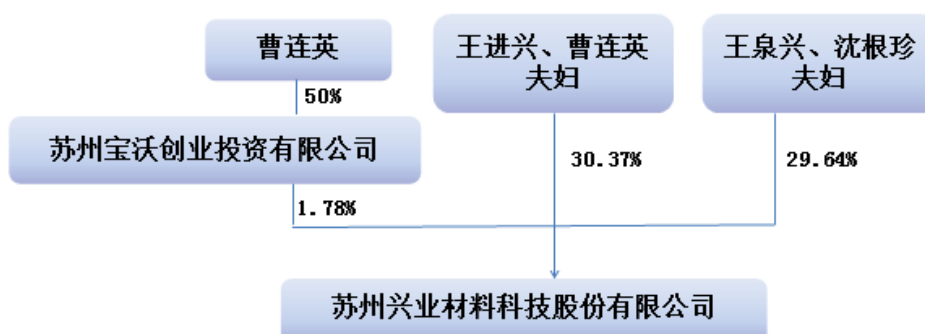 曹连英
王进兴、曹连英
夫妇
王泉兴、沈根珍
夫妇
50%
苏州宝沃创业投资有限公司
30.37%
29.64%
1.78%
苏州兴业材料科技股份有限公司